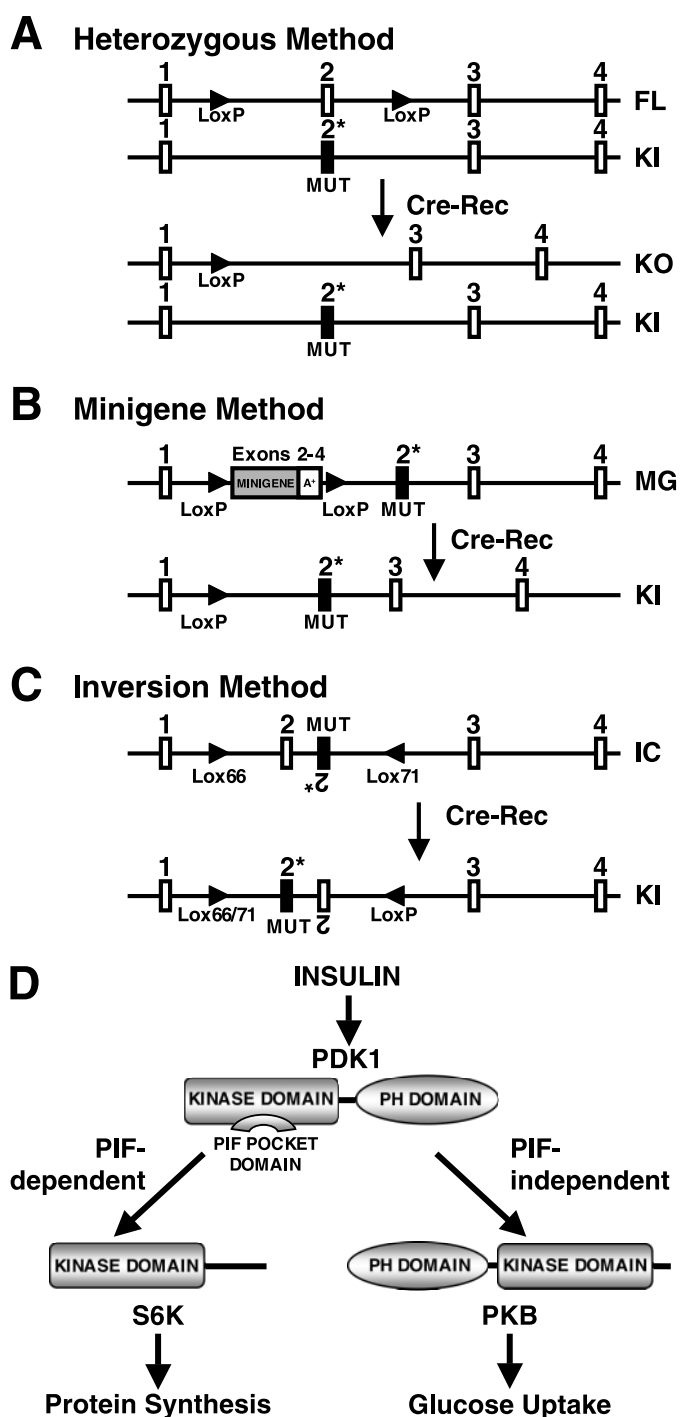 A Heterozygous Method
1 2 3 4
LoxP LoxP FL
1 2* 3 4
MUT KI
Cre-Rec
1 3 4
LoxP KO
1 2* 3 4
MUT KI
B Minigene Method
1 Exons 2-4 2* 3 4
MINIGENE A+ MG
LoxP LoxP MUT
Cre-Rec
1 2* 3 4
LoxP MUT KI
C Inversion Method
1 2 MUT 3 4
IC
Lox66 2* Lox71
Cre-Rec
1 2* 3 4
KI
Lox66/71 MUT 2 LoxP
D
INSULIN
PDK1
KINASE DOMAIN PH DOMAIN
PIF POCKET
DOMAIN
PIF-
dependent
PIF-
independent
KINASE DOMAIN
PH DOMAIN KINASE DOMAIN
S6K PKB
Protein Synthesis Glucose Uptake